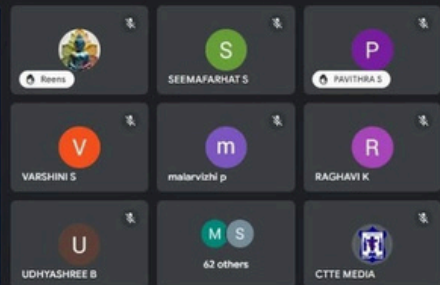 Reens
S
SEEMAFARHAT S
P
PAVITHRA S
V
VARSHINI S
m
malarvizhi p
R
RAGHAVI K
U
UDHYASHREE B
M S
62 others
CTTE MEDIA